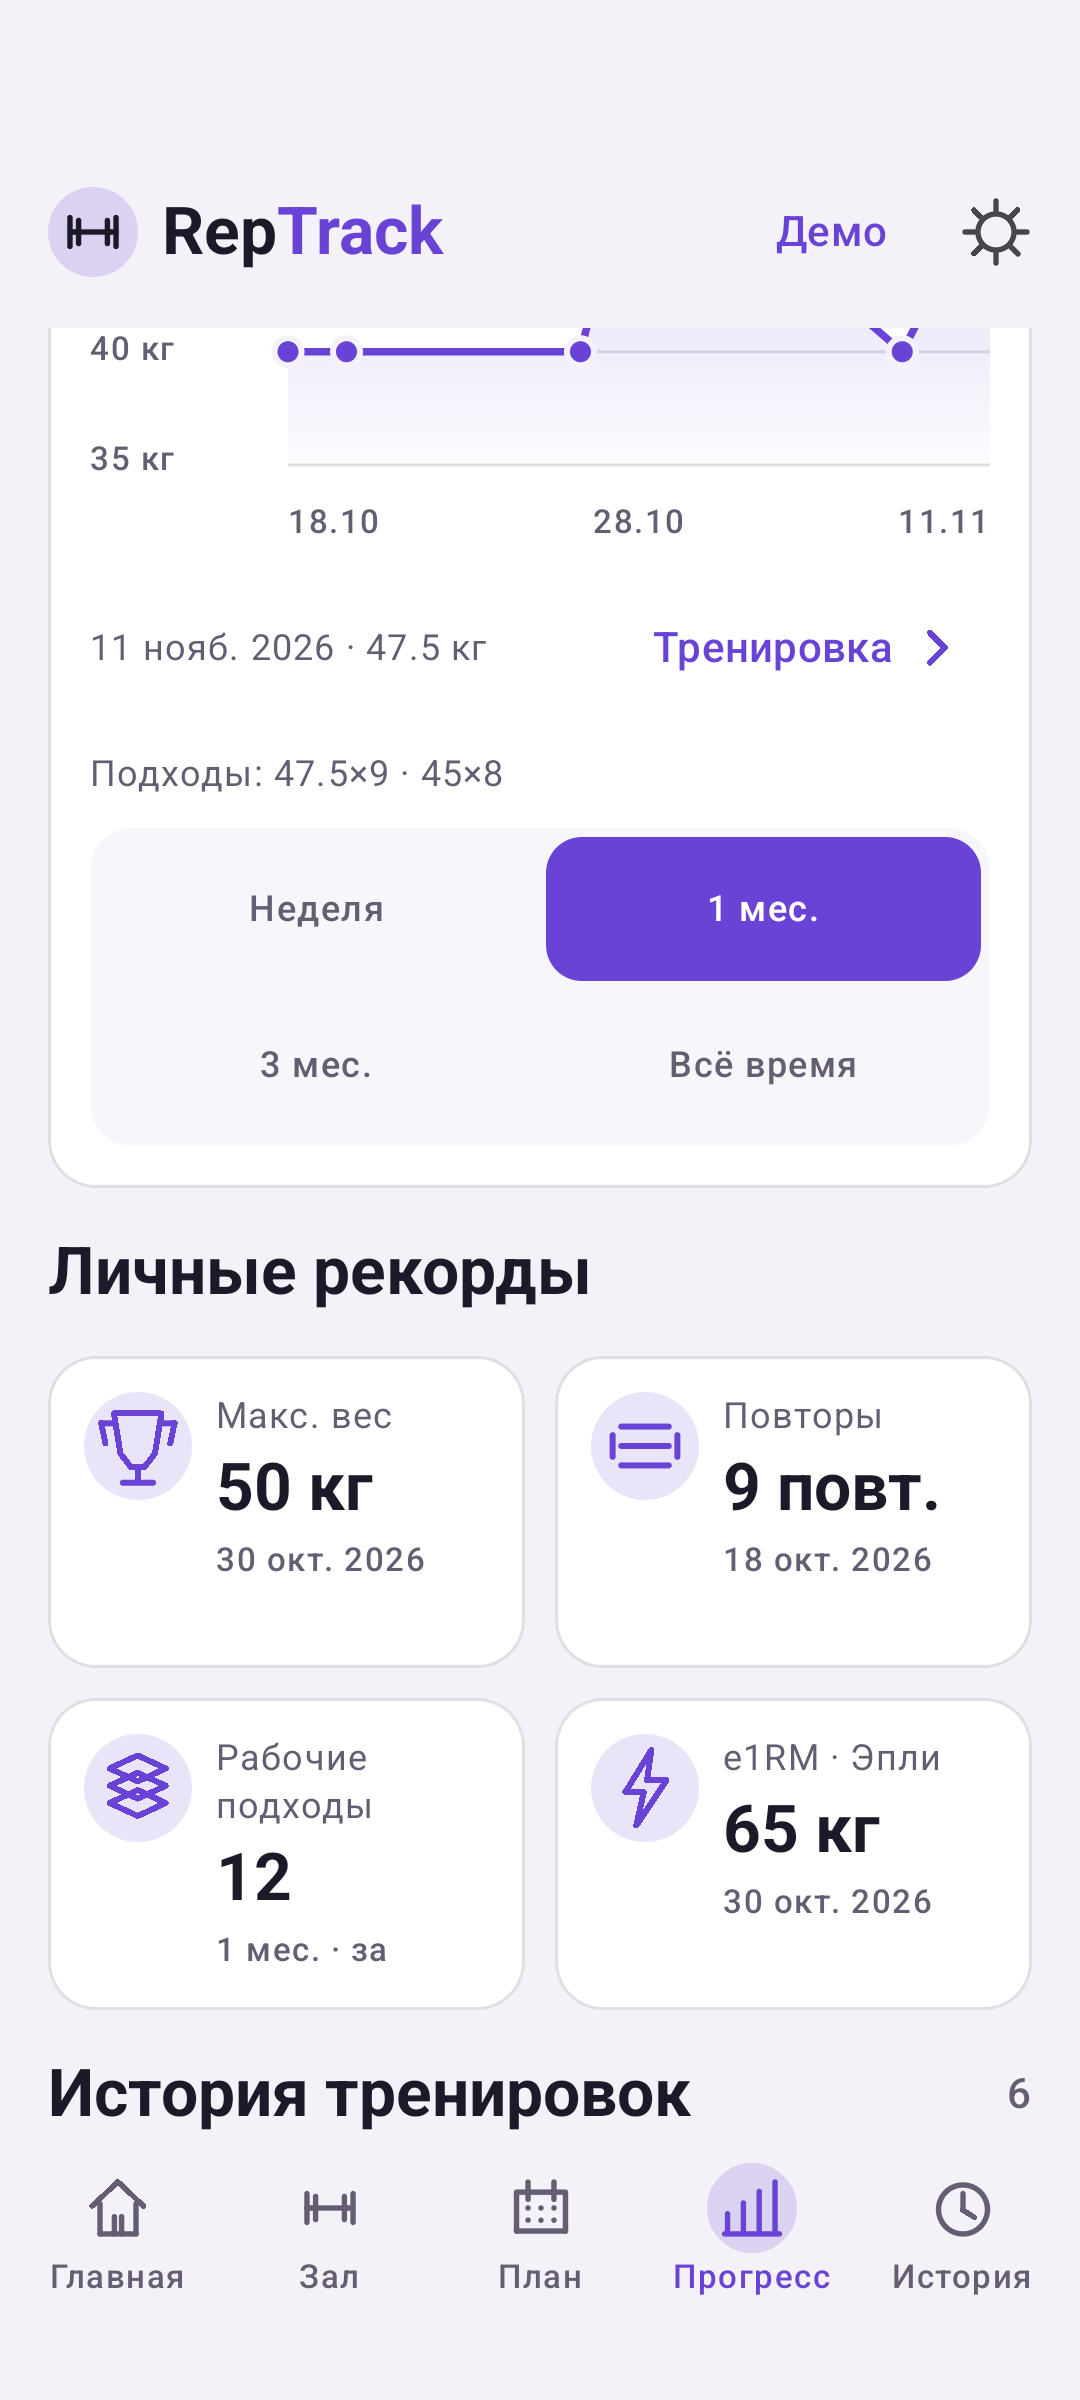 RepTrack
Демо
40 кг
35 кг
18.10 28.10 11.11
11 нояб. 2026 · 47.5 кг
Тренировка
Подходы: 47.5×9 · 45×8
Неделя
1 мес.
3 мес.
Всё время
Личные рекорды
Макс. вес
50 кг
30 окт. 2026
Повторы
9 повт.
18 окт. 2026
Рабочие
подходы
12
1 мес. · за
e1RM · Эпли
65 кг
30 окт. 2026
История тренировок
6
Главная
Зал
План
Прогресс
История